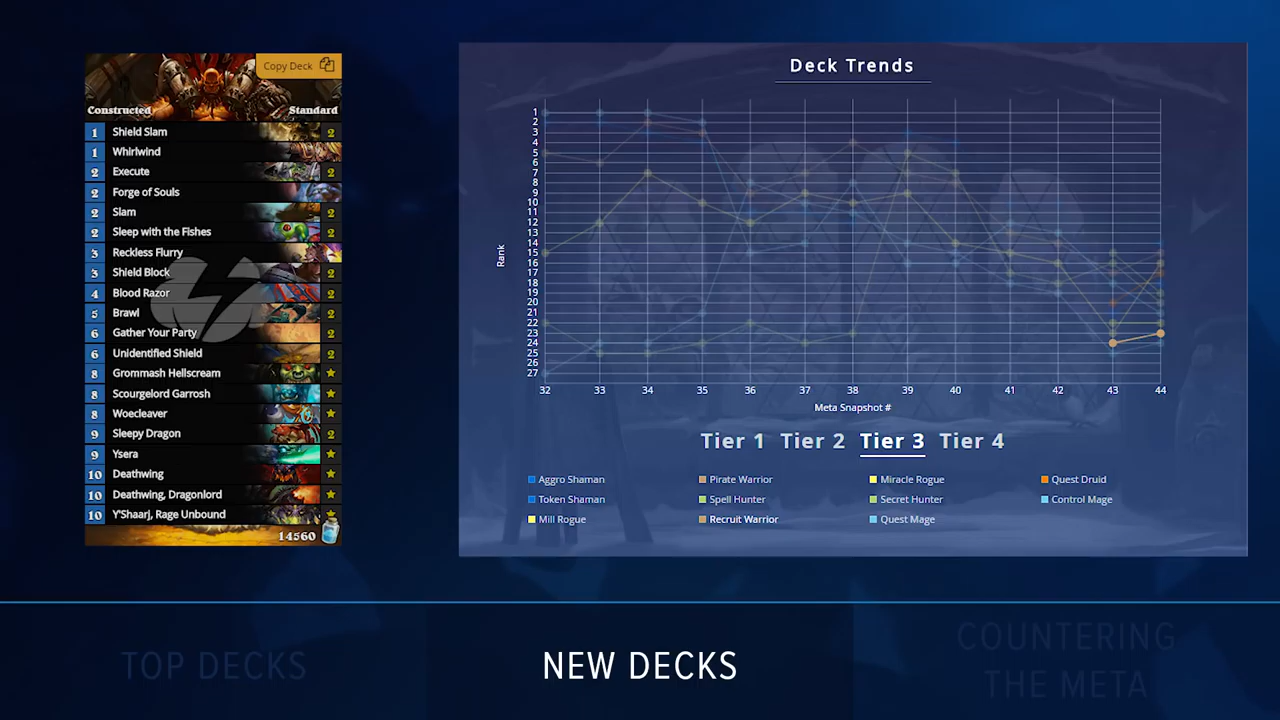 Copy Deck
Constructed Standard
1 Shield Slam 2
1 Whirlwind
2 Execute 2
2 Forge of Souls
2 Slam 2
2 Sleep with the Fishes 2
3 Reckless Flurry
3 Shield Block 2
4 Blood Razor 2
5 Brawl 2
6 Gather Your Party 2
6 Unidentified Shield 2
8 Grommash Hellscream
8 Scourgelord Garrosh
8 Woecleaver
9 Sleepy Dragon 2
9 Ysera
10 Deathwing
10 Deathwing, Dragonlord
10 Y'Shaarj, Rage Unbound
14560
Deck Trends
Rank
1
2
3
4
5
6
7
8
9
10
11
12
13
14
15
16
17
18
19
20
21
22
23
24
25
26
27
32 33 34 35 36 37 38 39 40 41 42 43 44
Meta Snapshot #
Tier 1 Tier 2 Tier 3 Tier 4
Aggro Shaman Pirate Warrior Miracle Rogue Quest Druid
Token Shaman Spell Hunter Secret Hunter Control Mage
Mill Rogue Recruit Warrior Quest Mage
TOP DECKS
NEW DECKS
COUNTERING
THE META